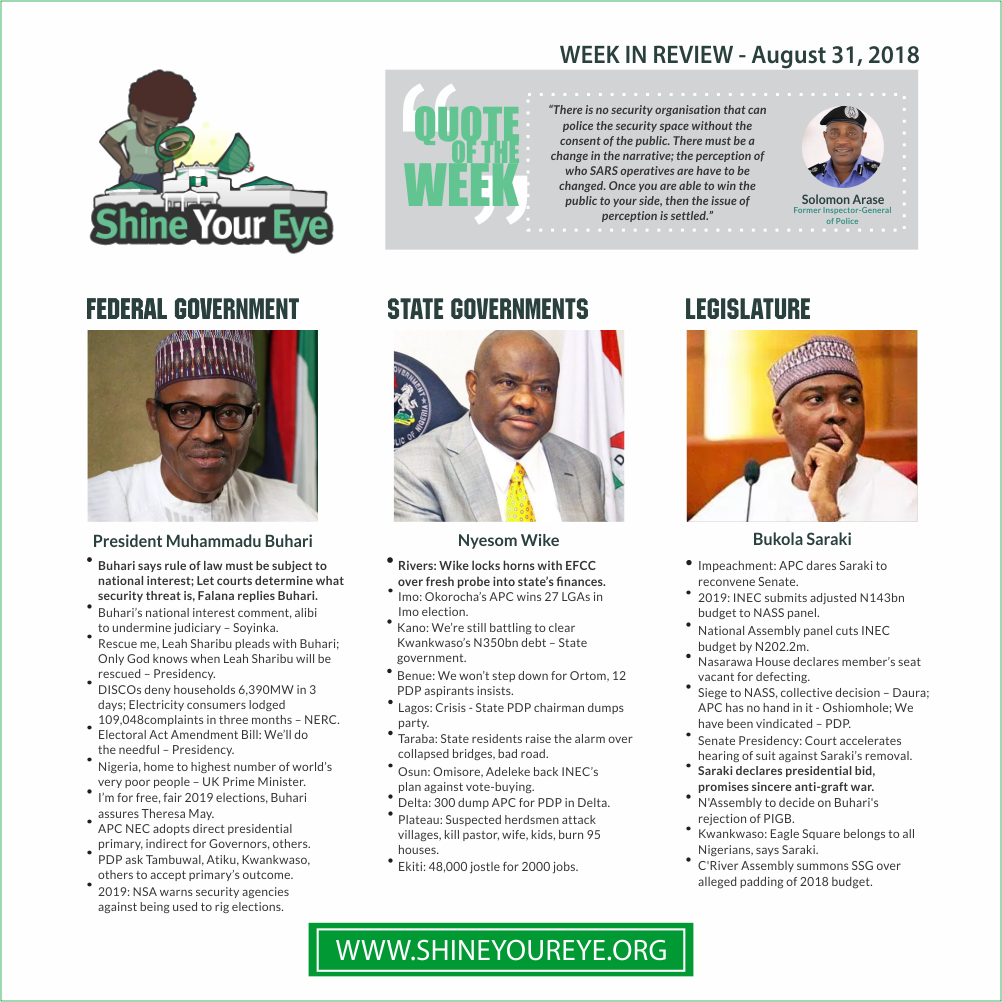 WEEK IN REVIEW - August 31, 2018
Shine Your Eye
QUOTE
OF THE
WEEK
“There is no security organisation that can
police the security space without the
consent of the public. There must be a
change in the narrative; the perception of
who SARS operatives are have to be
changed. Once you are able to win the
public to your side, then the issue of
perception is settled.”
Solomon Arase
Former Inspector-General
of Police
FEDERAL GOVERNMENT
President Muhammadu Buhari
• Buhari says rule of law must be subject to
national interest; Let courts determine what
security threat is, Falana replies Buhari.
• Buhari’s national interest comment, alibi
to undermine judiciary – Soyinka.
• Rescue me, Leah Sharibu pleads with Buhari;
Only God knows when Leah Sharibu will be
rescued – Presidency.
• DISCOs deny households 6,390MW in 3
days; Electricity consumers lodged
109,048complaints in three months – NERC.
• Electoral Act Amendment Bill: We’ll do
the needful – Presidency.
• Nigeria, home to highest number of world’s
very poor people – UK Prime Minister.
• I’m for free, fair 2019 elections, Buhari
assures Theresa May.
• APC NEC adopts direct presidential
primary, indirect for Governors, others.
• PDP ask Tambuwal, Atiku, Kwankwaso,
others to accept primary’s outcome.
• 2019: NSA warns security agencies
against being used to rig elections.
STATE GOVERNMENTS
Nyesom Wike
• Rivers: Wike locks horns with EFCC
over fresh probe into state’s finances.
• Imo: Okorocha’s APC wins 27 LGAs in
Imo election.
• Kano: We’re still battling to clear
Kwankwaso’s N350bn debt – State
government.
• Benue: We won’t step down for Ortom, 12
PDP aspirants insists.
• Lagos: Crisis - State PDP chairman dumps
party.
• Taraba: State residents raise the alarm over
collapsed bridges, bad road.
• Osun: Omisore, Adeleke back INEC’s
plan against vote-buying.
• Delta: 300 dump APC for PDP in Delta.
• Plateau: Suspected herdsmen attack
villages, kill pastor, wife, kids, burn 95
houses.
• Ekiti: 48,000 jostle for 2000 jobs.
LEGISLATURE
Bukola Saraki
• Impeachment: APC dares Saraki to
reconvene Senate.
• 2019: INEC submits adjusted N143bn
budget to NASS panel.
• National Assembly panel cuts INEC
budget by N202.2m.
• Nasarawa House declares member’s seat
vacant for defecting.
• Siege to NASS, collective decision – Daura;
APC has no hand in it - Oshiomhole; We
have been vindicated – PDP.
• Senate Presidency: Court accelerates
hearing of suit against Saraki’s removal.
• Saraki declares presidential bid,
promises sincere anti-graft war.
• N'Assembly to decide on Buhari's
rejection of PIGB.
• Kwankwaso: Eagle Square belongs to all
Nigerians, says Saraki.
• C'River Assembly summons SSG over
alleged padding of 2018 budget.
WWW.SHINEYOUREYE.ORG